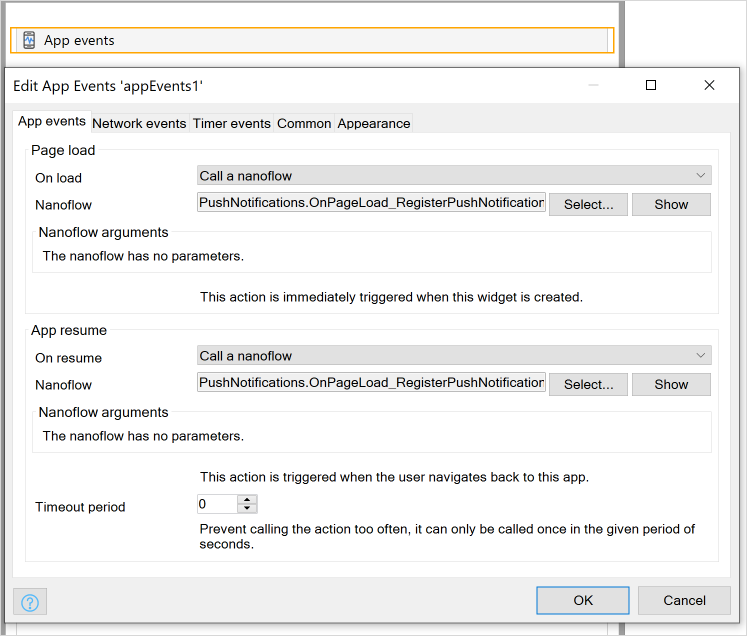 App events
Edit App Events 'appEvents1'
App events Network events Timer events Common Appearance
Page load
On load Call a nanoflow
Nanoflow PushNotifications.OnPageLoad_RegisterPushNotification Select... Show
Nanoflow arguments
The nanoflow has no parameters.
This action is immediately triggered when this widget is created.
App resume
On resume Call a nanoflow
Nanoflow PushNotifications.OnPageLoad_RegisterPushNotification Select... Show
Nanoflow arguments
The nanoflow has no parameters.
This action is triggered when the user navigates back to this app.
Timeout period 0
Prevent calling the action too often, it can only be called once in the given period of
seconds.
? OK Cancel